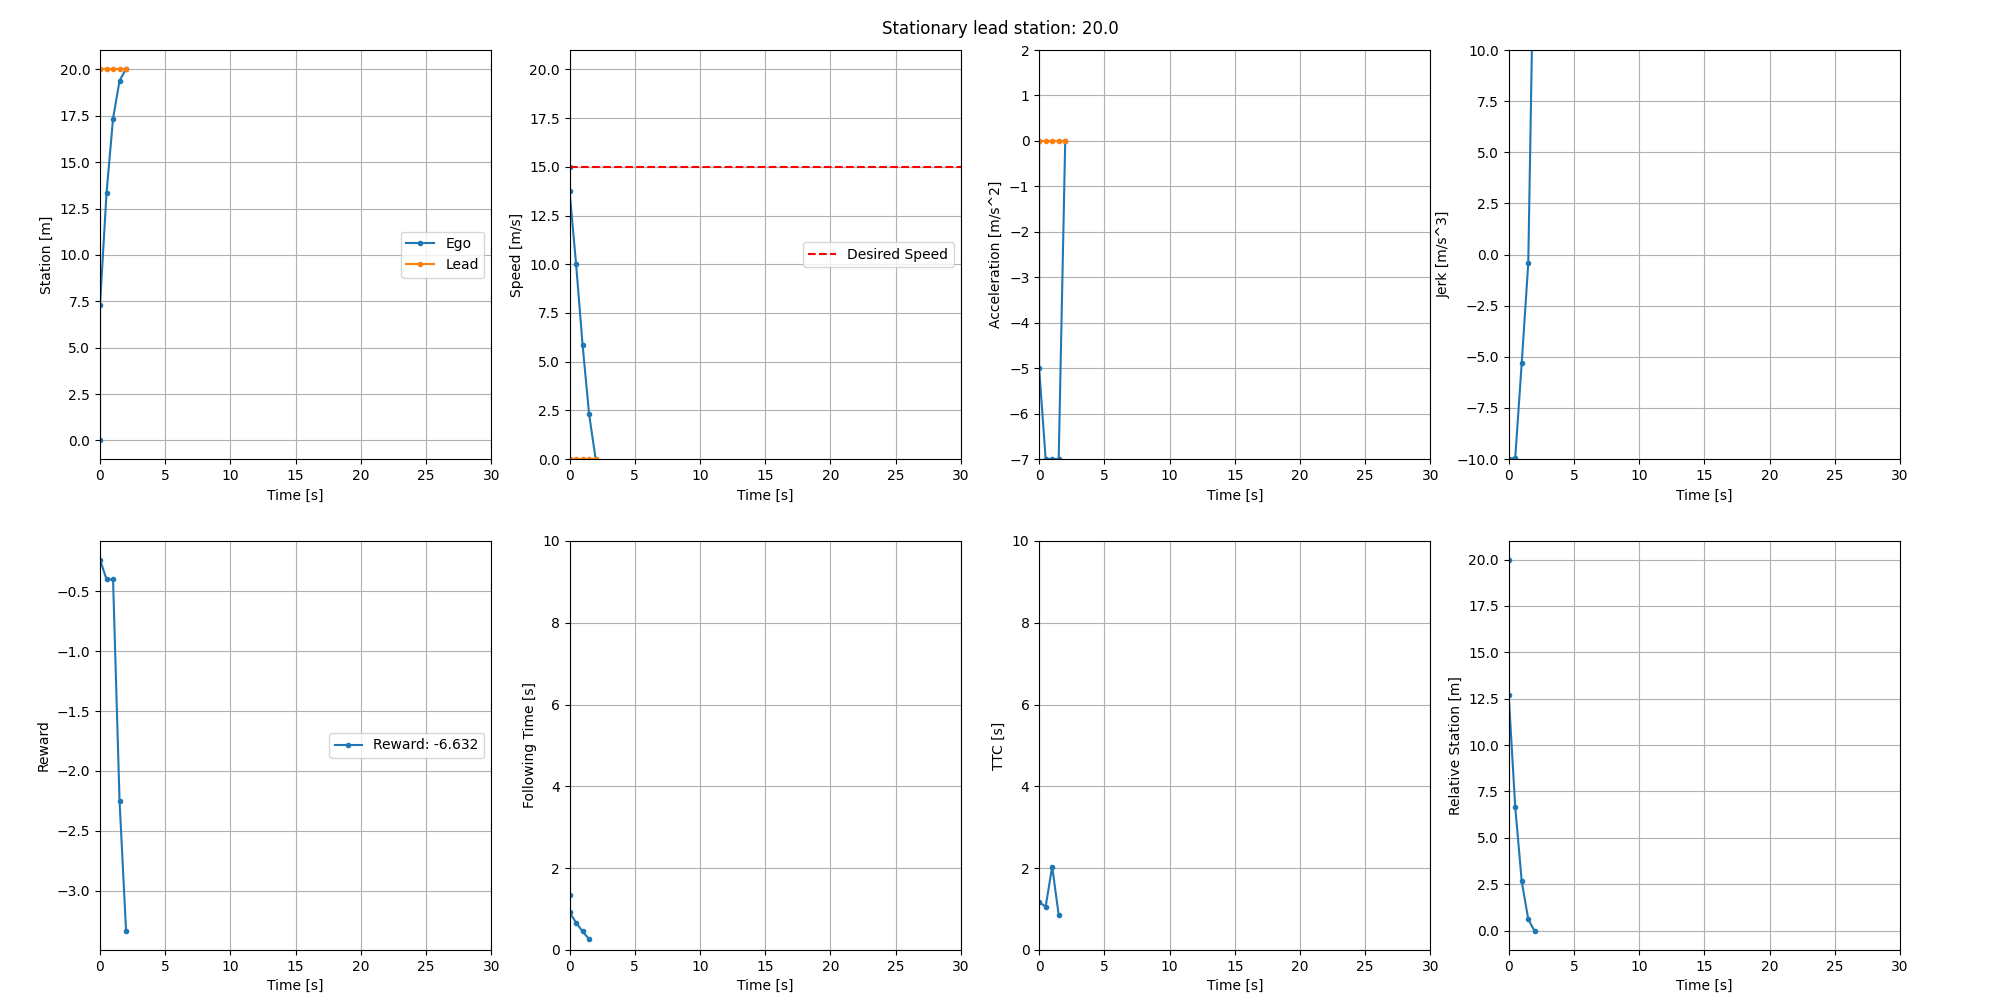 Stationary lead station: 20.0
Station [m]
20.0
17.5
15.0
12.5
10.0
7.5
5.0
2.5
0.0
Ego
Lead
0 5 10 15 20 25 30
Time [s]
Speed [m/s]
20.0
17.5
15.0
12.5
10.0
7.5
5.0
2.5
0.0
Desired Speed
0 5 10 15 20 25 30
Time [s]
Acceleration [m/s^2]
2
1
0
−1
−2
−3
−4
−5
−6
−7
0 5 10 15 20 25 30
Time [s]
Jerk [m/s^3]
10.0
7.5
5.0
2.5
0.0
−2.5
−5.0
−7.5
−10.0
0 5 10 15 20 25 30
Time [s]
Reward
−0.5
−1.0
−1.5
−2.0
−2.5
−3.0
Reward: -6.632
0 5 10 15 20 25 30
Time [s]
Following Time [s]
10
8
6
4
2
0
0 5 10 15 20 25 30
Time [s]
TTC [s]
10
8
6
4
2
0
0 5 10 15 20 25 30
Time [s]
Relative Station [m]
20.0
17.5
15.0
12.5
10.0
7.5
5.0
2.5
0.0
0 5 10 15 20 25 30
Time [s]